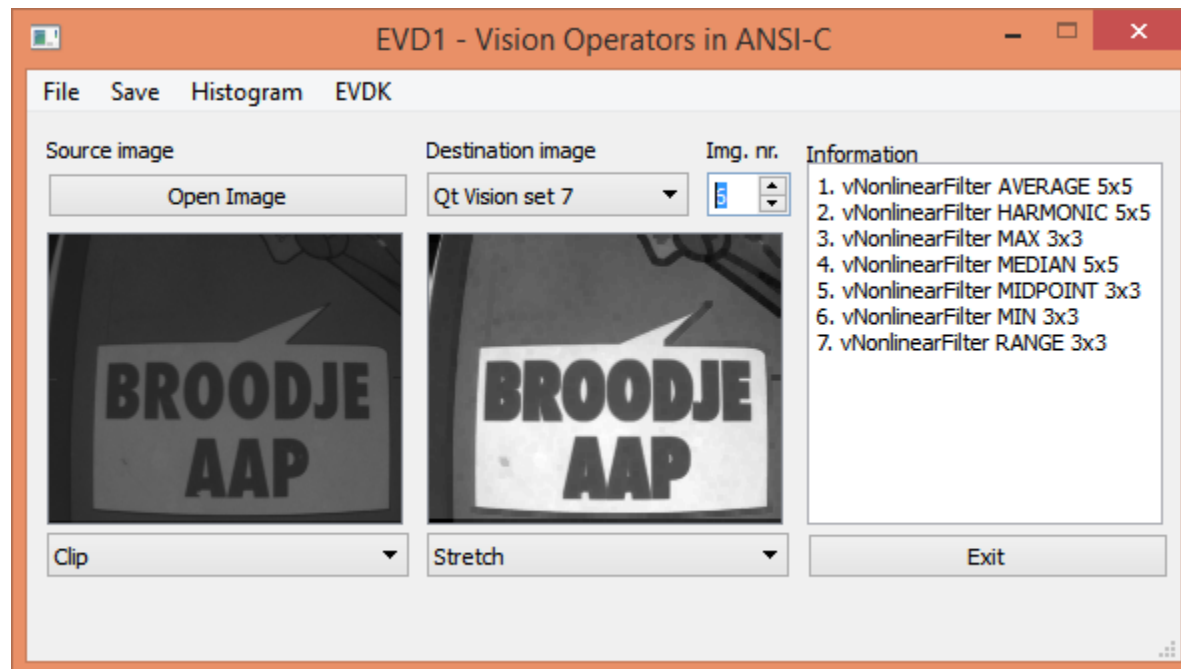 EVD1 - Vision Operators in ANSI-C
File Save Histogram EVDK
Source image
Open Image
BROODJE
AAP
Clip
Destination image
Qt Vision set 7
Img. nr.
5
BROODJE
AAP
Stretch
Information
1. vNonlinearFilter AVERAGE 5x5
2. vNonlinearFilter HARMONIC 5x5
3. vNonlinearFilter MAX 3x3
4. vNonlinearFilter MEDIAN 5x5
5. vNonlinearFilter MIDPOINT 3x3
6. vNonlinearFilter MIN 3x3
7. vNonlinearFilter RANGE 3x3
Exit